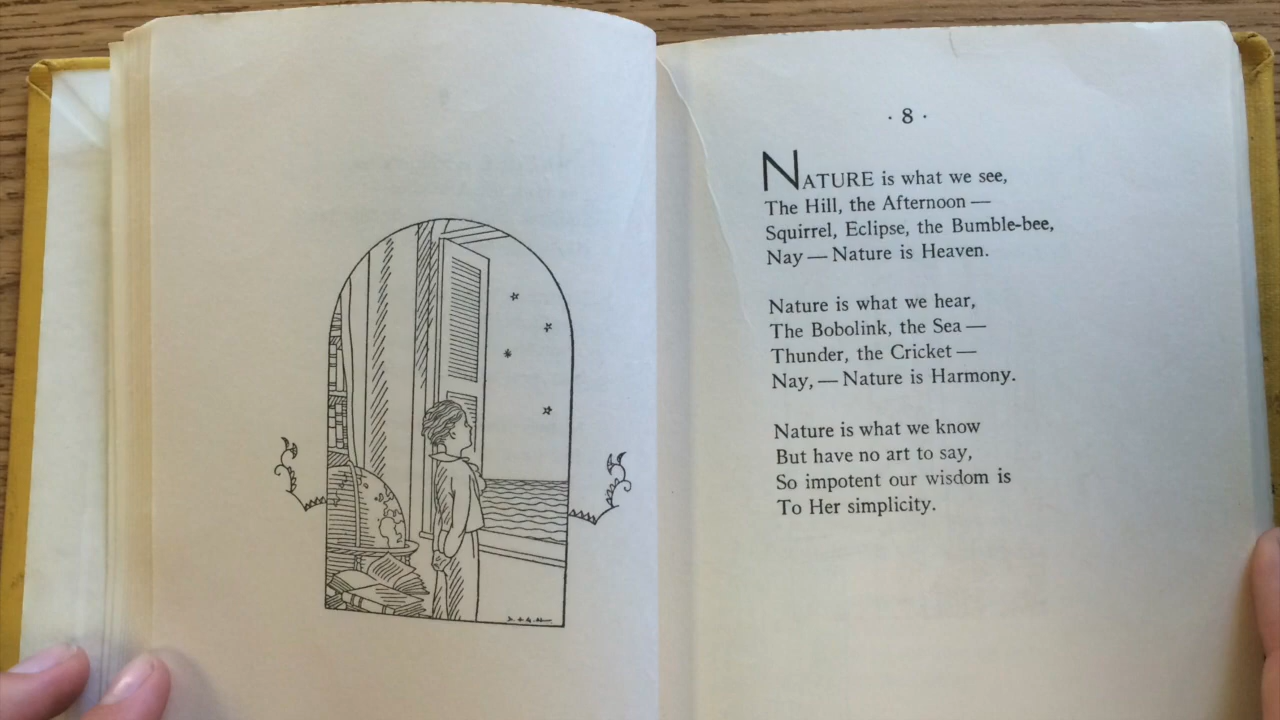 · 8 ·
NATURE is what we see,
The Hill, the Afternoon —
Squirrel, Eclipse, the Bumble-bee,
Nay — Nature is Heaven.
Nature is what we hear,
The Bobolink, the Sea —
Thunder, the Cricket —
Nay, — Nature is Harmony.
Nature is what we know
But have no art to say,
So impotent our wisdom is
To Her simplicity.